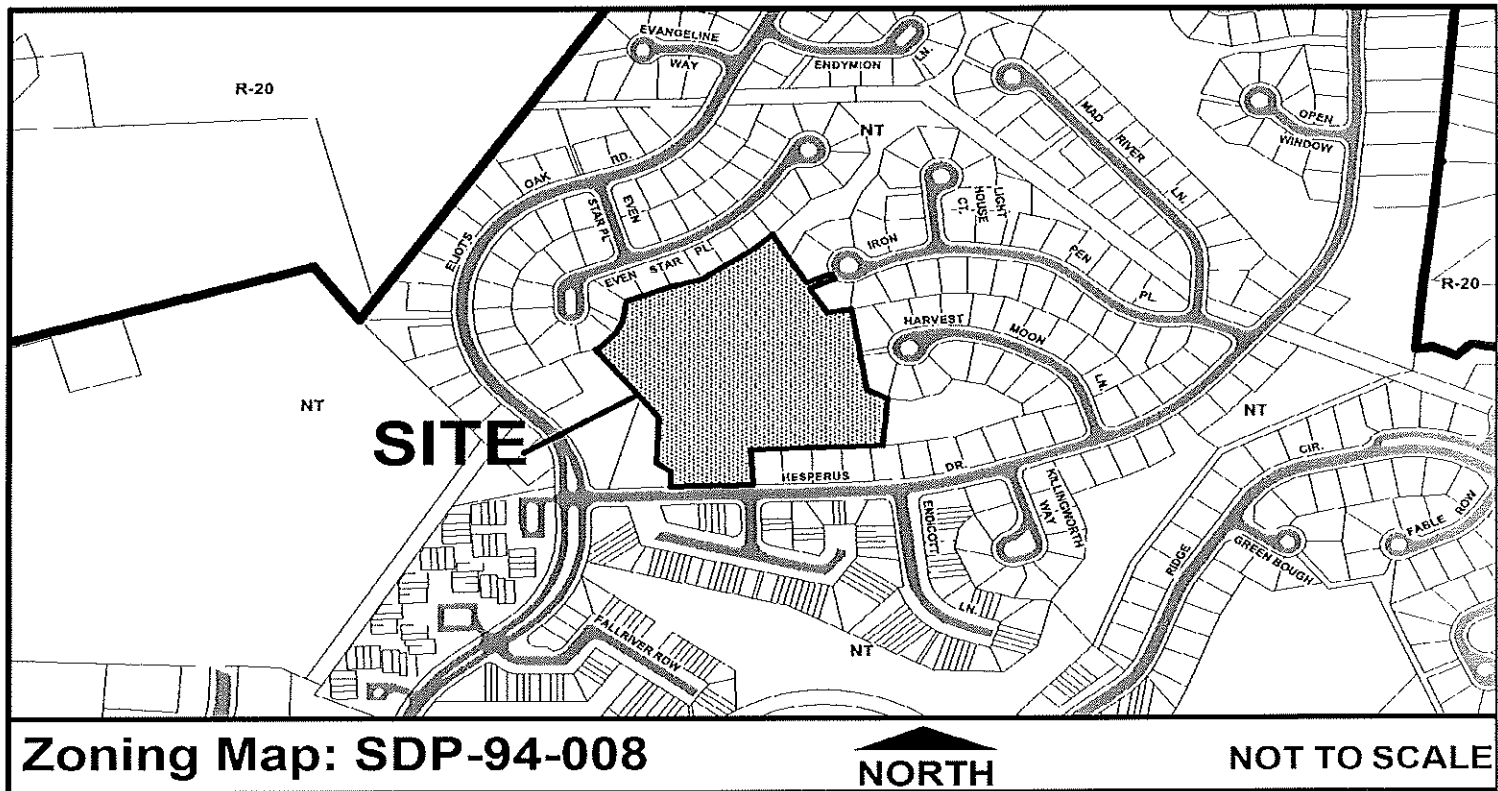 EVANGELINE
WAY
ENDYMION
LN.
R-20
NT
MAD RIVER LN.
OPEN
WINDOW
ELIOT'S OAK RD.
EVEN
STAR PL.
EVEN STAR PL.
LIGHT
HOUSE
CT.
IRON PEN PL.
R-20
HARVEST MOON LN.
NT
SITE
NT
HESPERUS DR.
KILLINGWORTH
WAY
ENDICOTT LN.
RIDGE CIR.
GREEN BOUGH
FABLE ROW
FALLRIVER ROW
NT
Zoning Map: SDP-94-008
NORTH
NOT TO SCALE